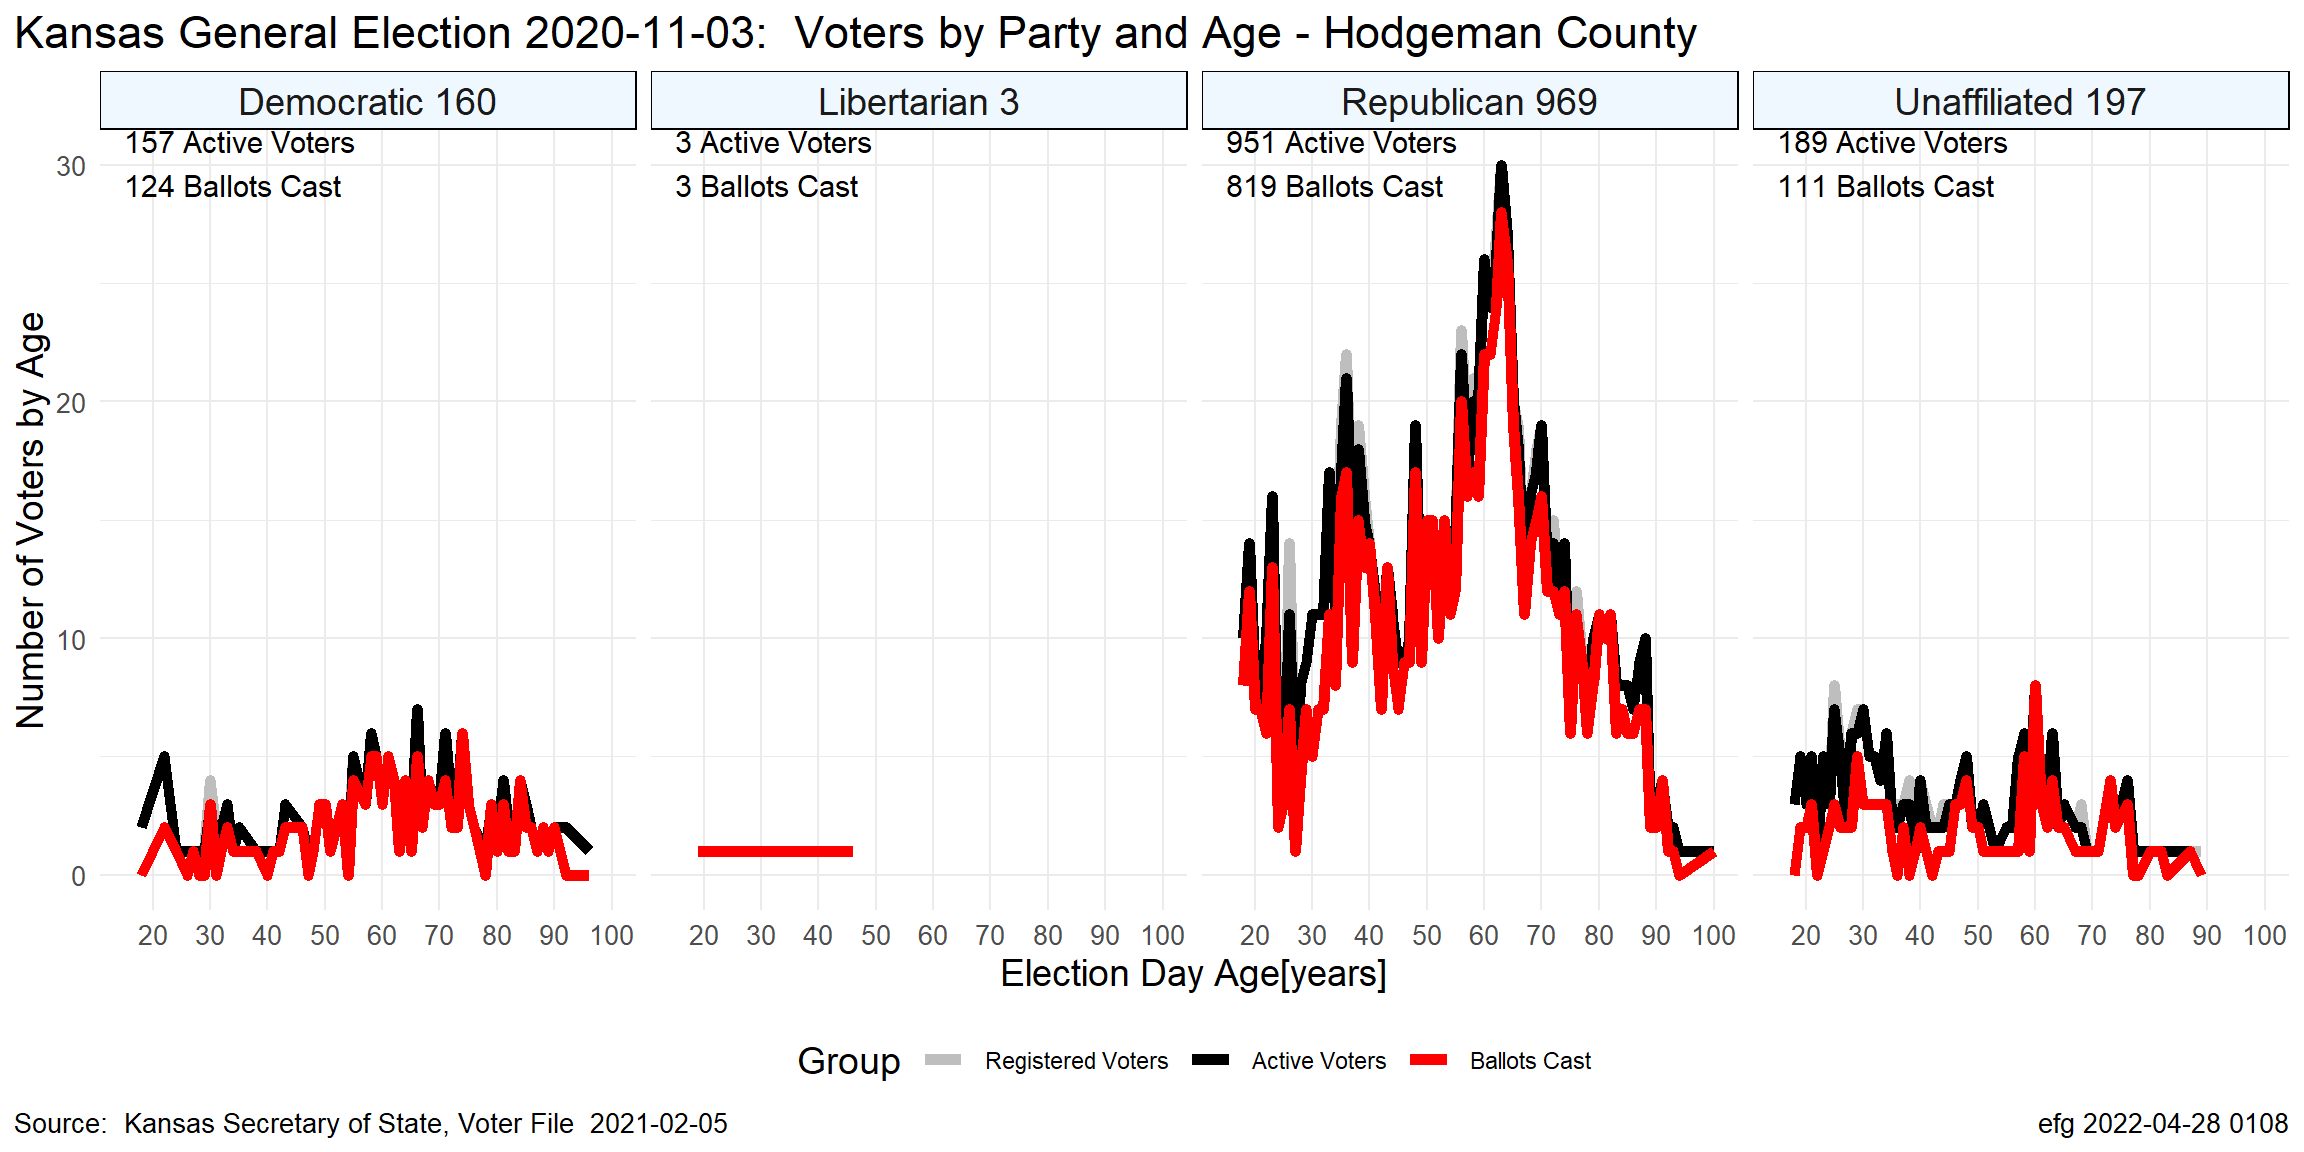 Kansas General Election 2020-11-03:  Voters by Party and Age - Hodgeman County
Democratic 160
Libertarian 3
Republican 969
Unaffiliated 197
157 Active Voters
124 Ballots Cast
3 Active Voters
3 Ballots Cast
951 Active Voters
819 Ballots Cast
189 Active Voters
111 Ballots Cast
Number of Voters by Age
30
20
10
0
20 30 40 50 60 70 80 90 100
20 30 40 50 60 70 80 90 100
20 30 40 50 60 70 80 90 100
20 30 40 50 60 70 80 90 100
Election Day Age[years]
Group Registered Voters Active Voters Ballots Cast
Source:  Kansas Secretary of State, Voter File  2021-02-05
efg 2022-04-28 0108